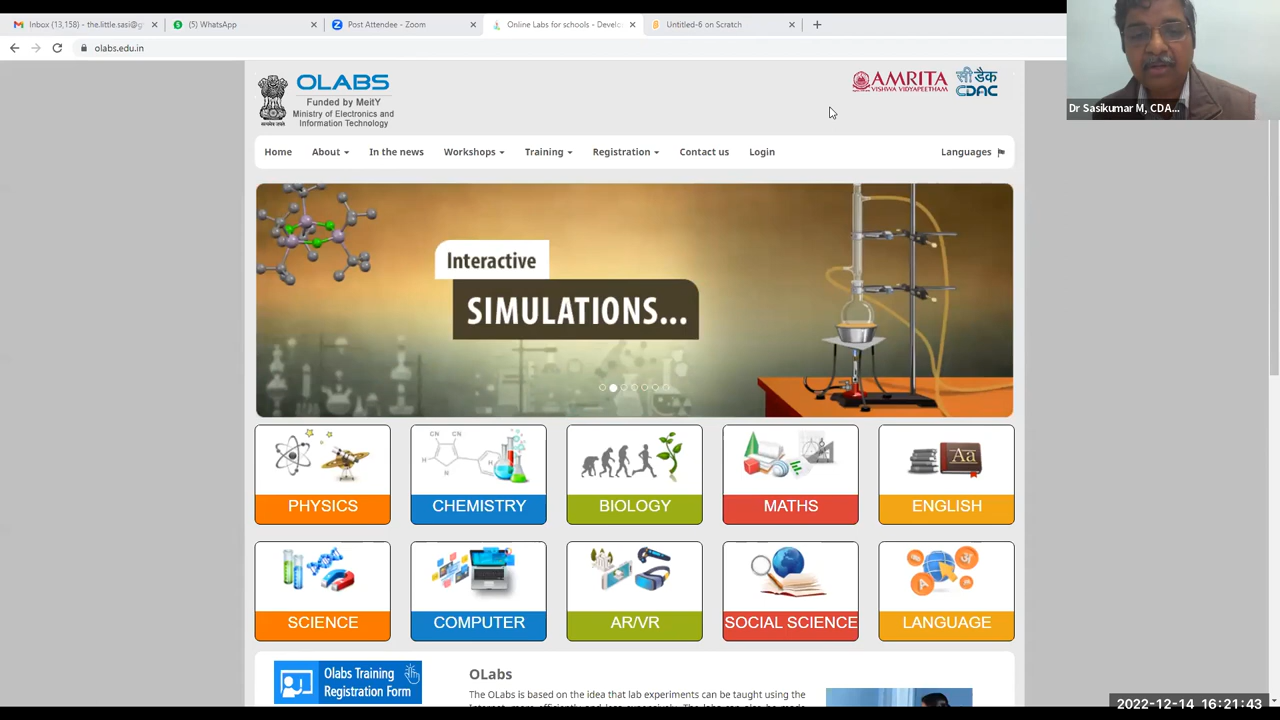 Inbox (13,158) - the.little.sasi@g
(5) WhatsApp
Post Attendee - Zoom
Online Labs for schools - Develo
Untitled-6 on Scratch
olabs.edu.in
OLABS
Funded by MeitY
Ministry of Electronics and
Information Technology
AMRITA
VISHWA VIDYAPEETHAM
सी डैक
CDAC
Dr Sasikumar M, CDA...
Home
About
In the news
Workshops
Training
Registration
Contact us
Login
Languages
Interactive
SIMULATIONS...
PHYSICS
CN CN
H
N
H
CHEMISTRY
BIOLOGY
MATHS
Aa
ENGLISH
SCIENCE
COMPUTER
AR/VR
SOCIAL SCIENCE
अ
A
LANGUAGE
Olabs Training
Registration Form
OLabs
The OLabs is based on the idea that lab experiments can be taught using the
2022-12-14 16:21:43